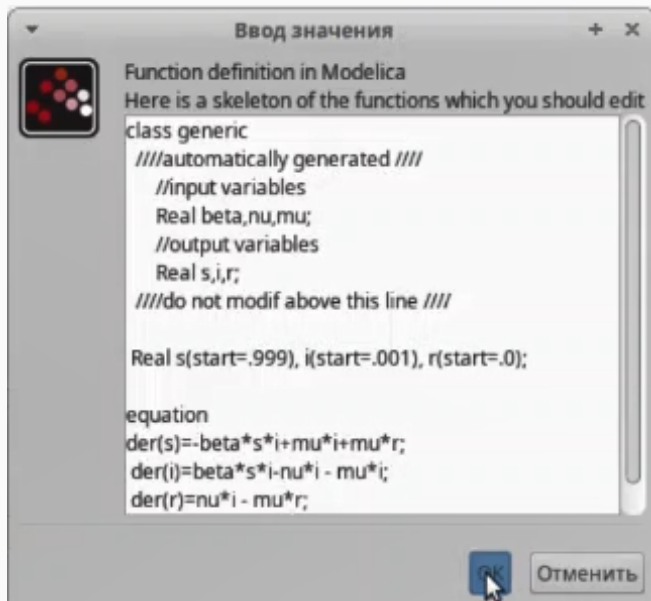 Ввод значения
Function definition in Modelica
Here is a skeleton of the functions which you should edit
class generic
////automatically generated ////
//input variables
Real beta,nu,mu;
//output variables
Real s,i,r;
////do not modif above this line ////
Real s(start=.999), i(start=.001), r(start=.0);
equation
der(s)=-beta*s*i+mu*i+mu*r;
der(i)=beta*s*i-nu*i - mu*i;
der(r)=nu*i - mu*r;
OK
Отменить